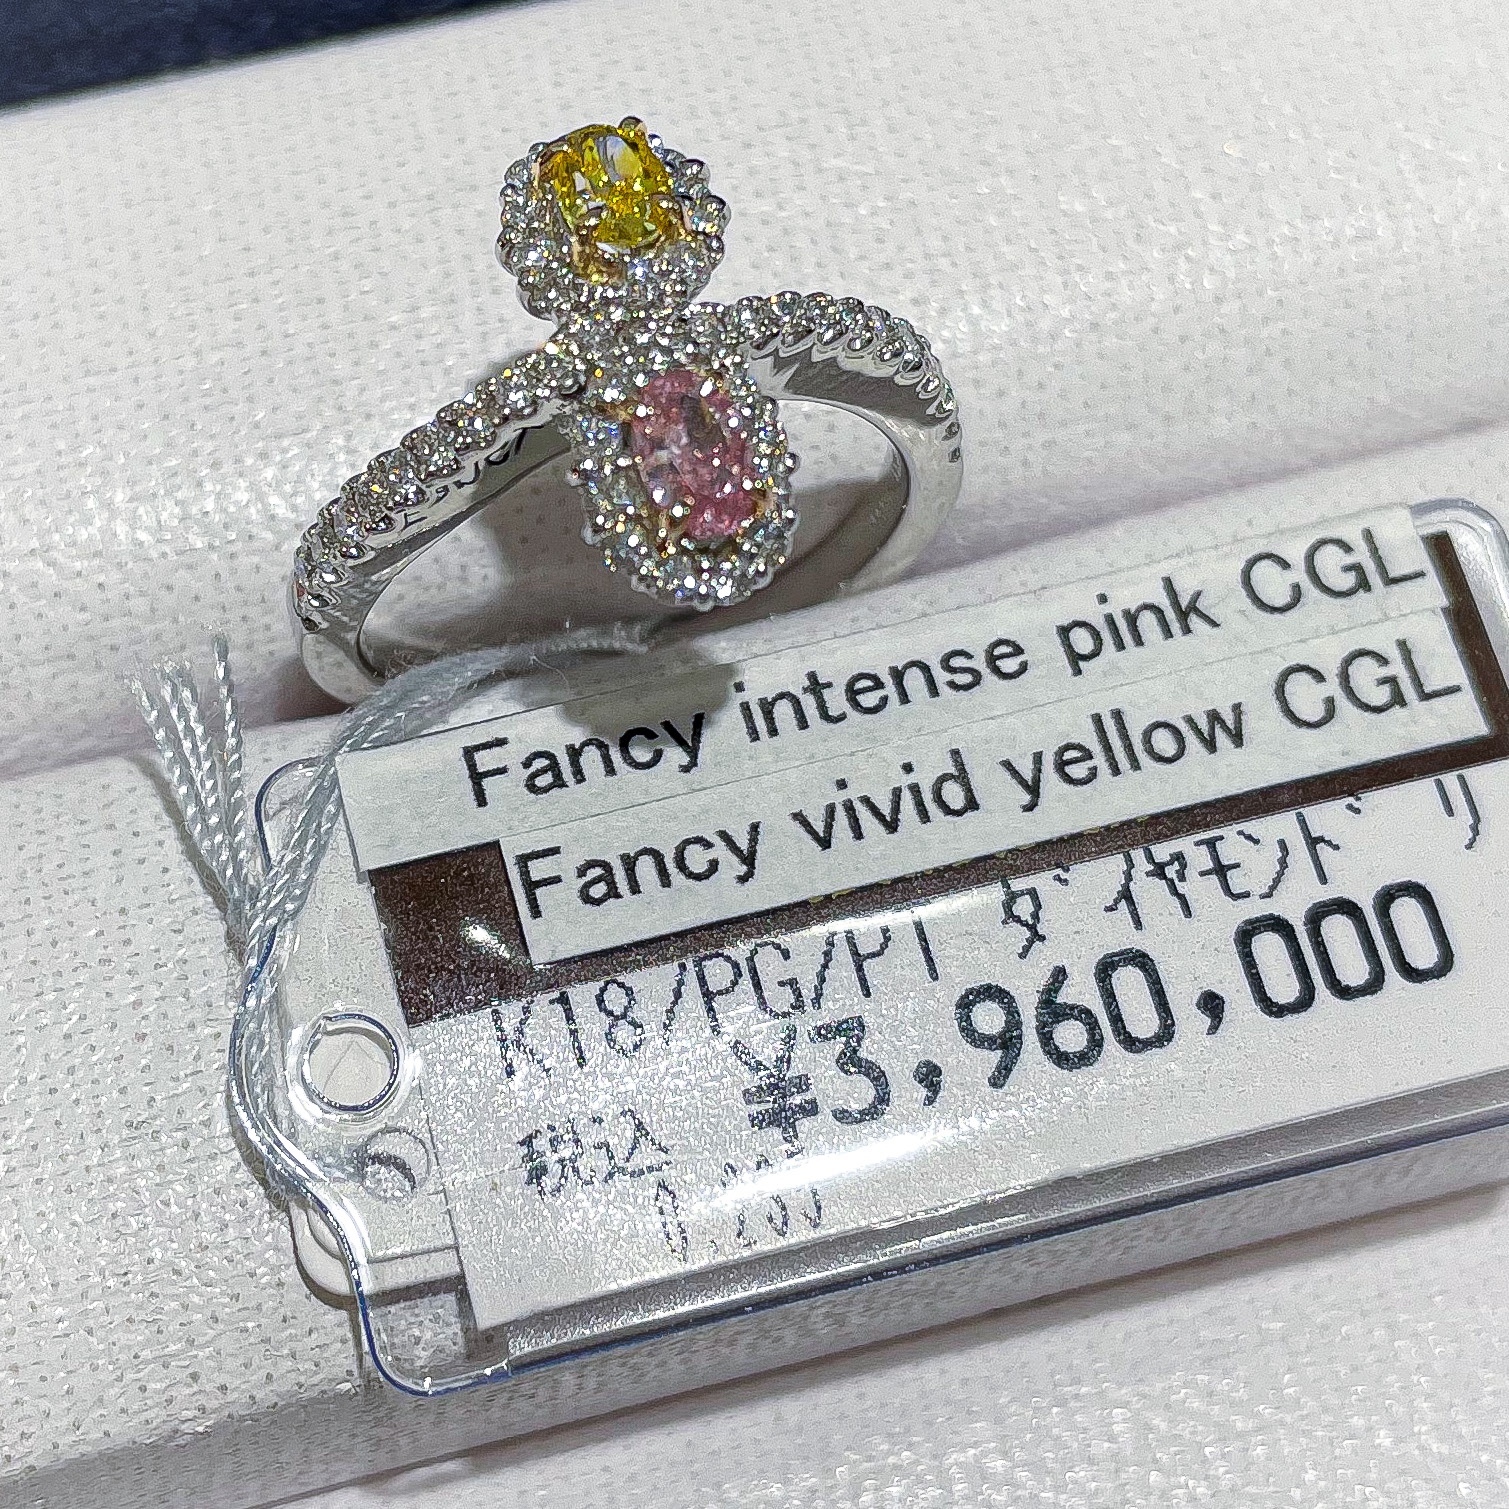 Fancy intense pink CGL
Fancy vivid yellow CGL
K18/PG/PT ダイヤモンド リ
税込 ¥3,960,000